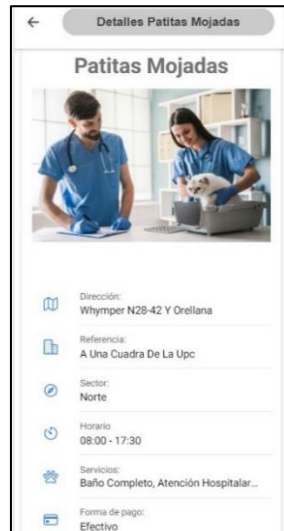 Detalles Patitas Mojadas
Patitas Mojadas
Dirección:
Whymper N28-42 Y Orellana
Referencia:
A Una Cuadra De La Upc
Sector:
Norte
Horario
08:00 - 17:30
Servicios:
Baño Completo, Atención Hospitalar...
Forma de pago:
Efectivo